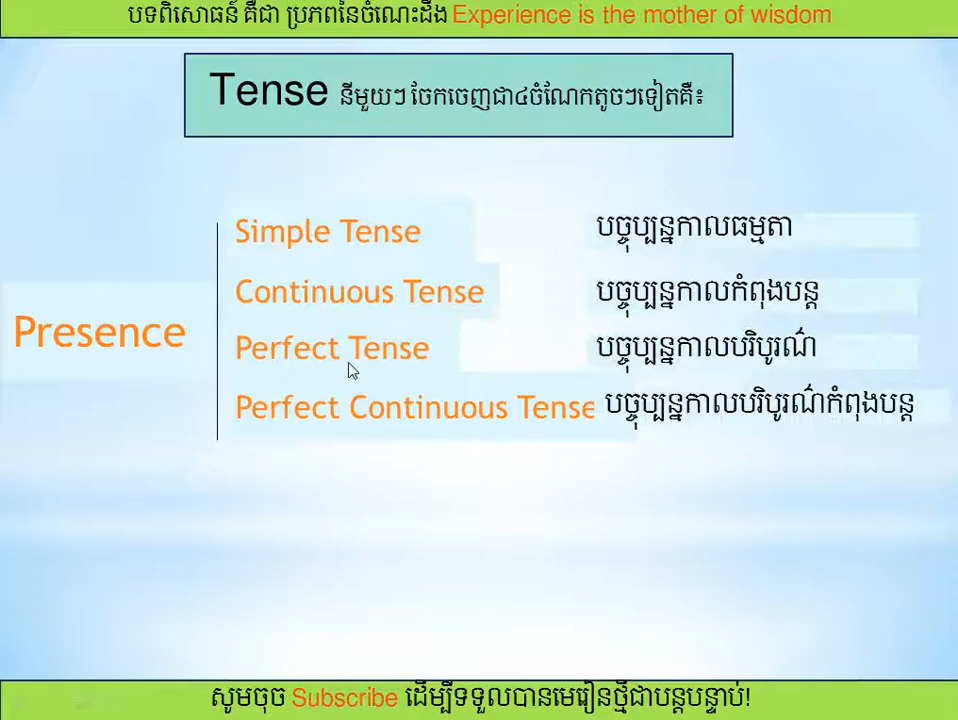 បទពិសោធន៍ គឺជា ប្រភពនៃចំណេះដឹង Experience is the mother of wisdom
Tense នីមួយៗ ចែកចេញជា៤ចំណែកតូចៗទៀតគឺ៖
Presence
Simple Tense បច្ចុប្បន្នកាលធម្មតា
Continuous Tense បច្ចុប្បន្នកាលកំពុងបន្ត
Perfect Tense បច្ចុប្បន្នកាលបរិបូរណ៌
Perfect Continuous Tense បច្ចុប្បន្នកាលបរិបូរណ៌កំពុងបន្ត
សូមចុច Subscribe ដើម្បីទទួលបានមេរៀនថ្មីជាបន្តបន្ទាប់!